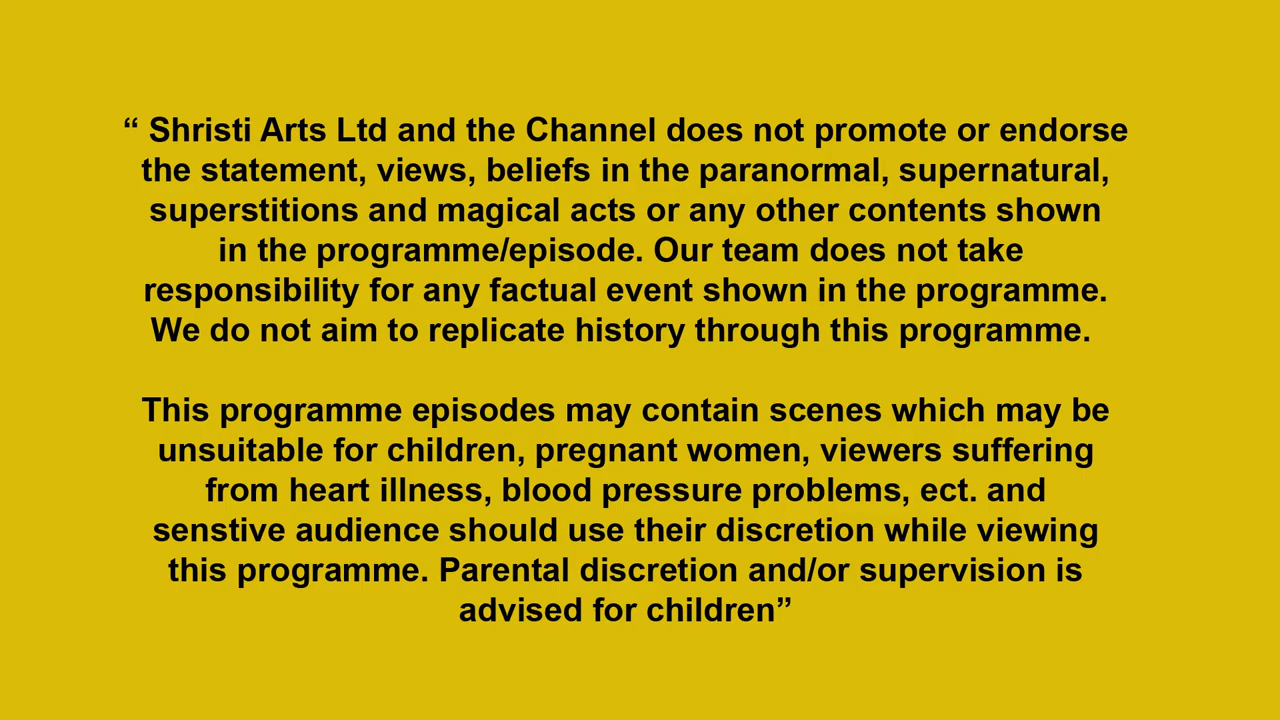 “ Shristi Arts Ltd and the Channel does not promote or endorse
the statement, views, beliefs in the paranormal, supernatural,
superstitions and magical acts or any other contents shown
in the programme/episode. Our team does not take
responsibility for any factual event shown in the programme.
We do not aim to replicate history through this programme.
This programme episodes may contain scenes which may be
unsuitable for children, pregnant women, viewers suffering
from heart illness, blood pressure problems, ect. and
senstive audience should use their discretion while viewing
this programme. Parental discretion and/or supervision is
advised for children”